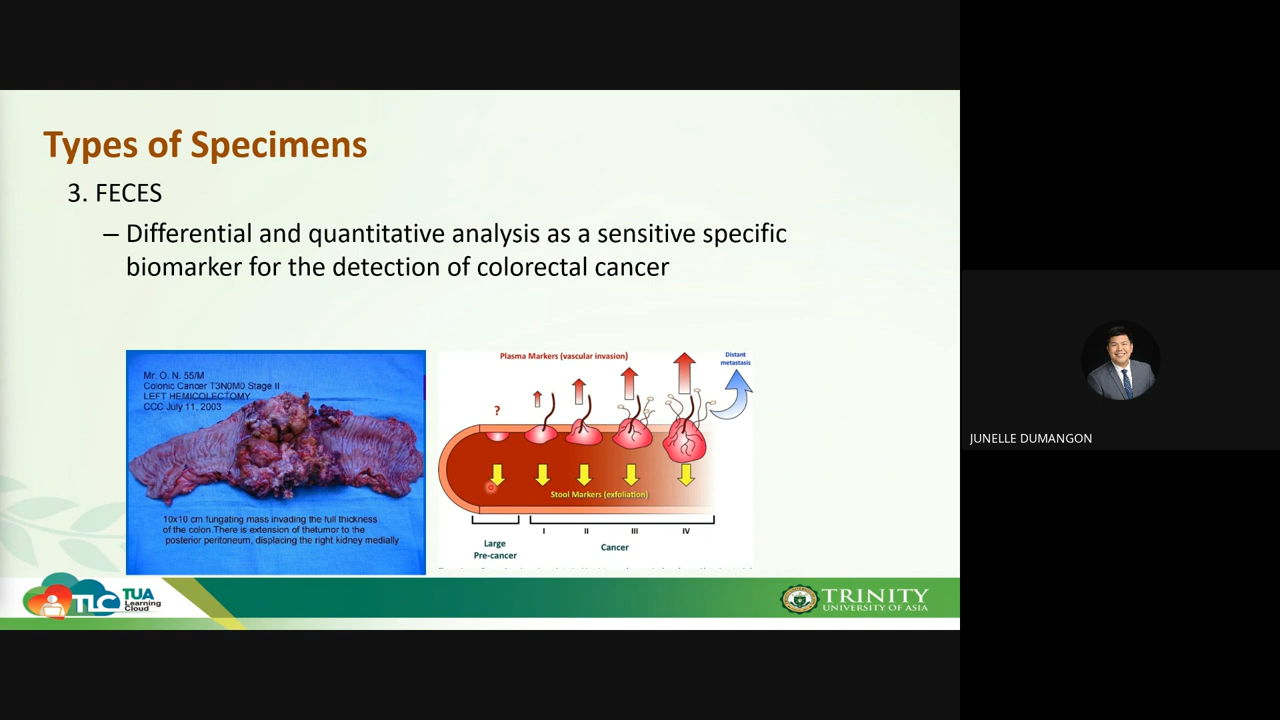 Types of Specimens
3. FECES
– Differential and quantitative analysis as a sensitive specific
biomarker for the detection of colorectal cancer
Mr. O. N. 55/M
Colonic Cancer T3N0M0 Stage II
LEFT HEMICOLECTOMY
CCC July 11, 2003
10x10 cm fungating mass invading the full thickness
of the colon.There is extension of thetumor to the
posterior peritoneum, displacing the right kidney medially
Plasma Markers (vascular invasion)
Distant
metastasis
?
Stool Markers (exfoliation)
I II III IV
Large
Pre-cancer
Cancer
TLC TUA
Learning
Cloud
TRINITY
UNIVERSITY OF ASIA
JUNELLE DUMANGON